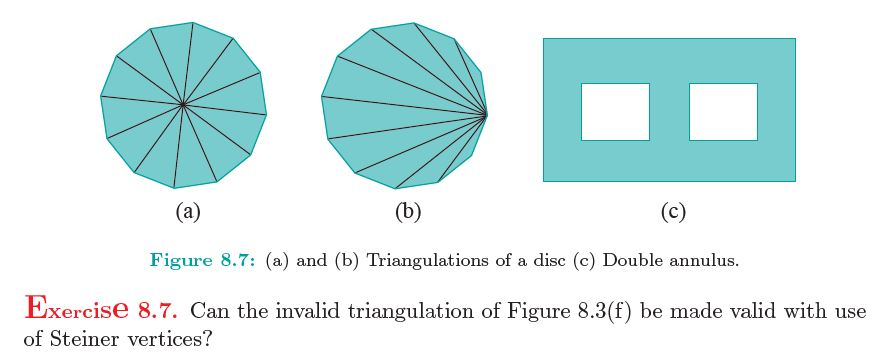 (a)
(b)
(c)
Figure 8.7: (a) and (b) Triangulations of a disc (c) Double annulus.
Exercise 8.7. Can the invalid triangulation of Figure 8.3(f) be made valid with use
of Steiner vertices?